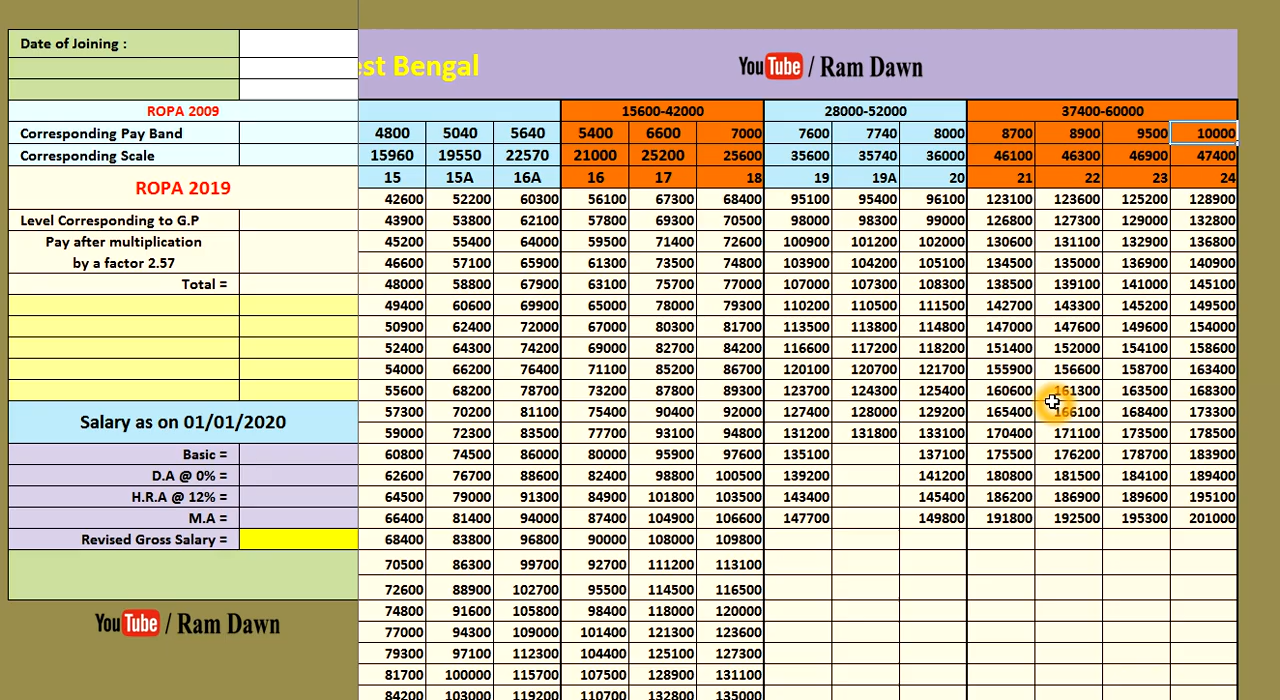 Date of Joining :
est Bengal
YouTube / Ram Dawn
ROPA 2009 15600-42000 28000-52000 37400-60000
Corresponding Pay Band 4800 5040 5640 5400 6600 7000 7600 7740 8000 8700 8900 9500 10000
Corresponding Scale 15960 19550 22570 21000 25200 25600 35600 35740 36000 46100 46300 46900 47400
ROPA 2019 15 15A 16A 16 17 18 19 19A 20 21 22 23 24
42600 52200 60300 56100 67300 68400 95100 95400 96100 123100 123600 125200 128900
Level Corresponding to G.P 43900 53800 62100 57800 69300 70500 98000 98300 99000 126800 127300 129000 132800
Pay after multiplication 45200 55400 64000 59500 71400 72600 100900 101200 102000 130600 131100 132900 136800
by a factor 2.57 46600 57100 65900 61300 73500 74800 103900 104200 105100 134500 135000 136900 140900
Total = 48000 58800 67900 63100 75700 77000 107000 107300 108300 138500 139100 141000 145100
49400 60600 69900 65000 78000 79300 110200 110500 111500 142700 143300 145200 149500
50900 62400 72000 67000 80300 81700 113500 113800 114800 147000 147600 149600 154000
52400 64300 74200 69000 82700 84200 116600 117200 118200 151400 152000 154100 158600
54000 66200 76400 71100 85200 86700 120100 120700 121700 155900 156600 158700 163400
55600 68200 78700 73200 87800 89300 123700 124300 125400 160600 161300 163500 168300
Salary as on 01/01/2020 57300 70200 81100 75400 90400 92000 127400 128000 129200 165400 166100 168400 173300
59000 72300 83500 77700 93100 94800 131200 131800 133100 170400 171100 173500 178500
Basic = 60800 74500 86000 80000 95900 97600 135100 137100 175500 176200 178700 183900
D.A @ 0% = 62600 76700 88600 82400 98800 100500 139200 141200 180800 181500 184100 189400
H.R.A @ 12% = 64500 79000 91300 84900 101800 103500 143400 145400 186200 186900 189600 195100
M.A = 66400 81400 94000 87400 104900 106600 147700 149800 191800 192500 195300 201000
Revised Gross Salary = 68400 83800 96800 90000 108000 109800
70500 86300 99700 92700 111200 113100
72600 88900 102700 95500 114500 116500
74800 91600 105800 98400 118000 120000
YouTube / Ram Dawn
77000 94300 109000 101400 121300 123600
79300 97100 112300 104400 125100 127300
81700 100000 115700 107500 128900 131100
84200 103000 119200 110700 132800 135000